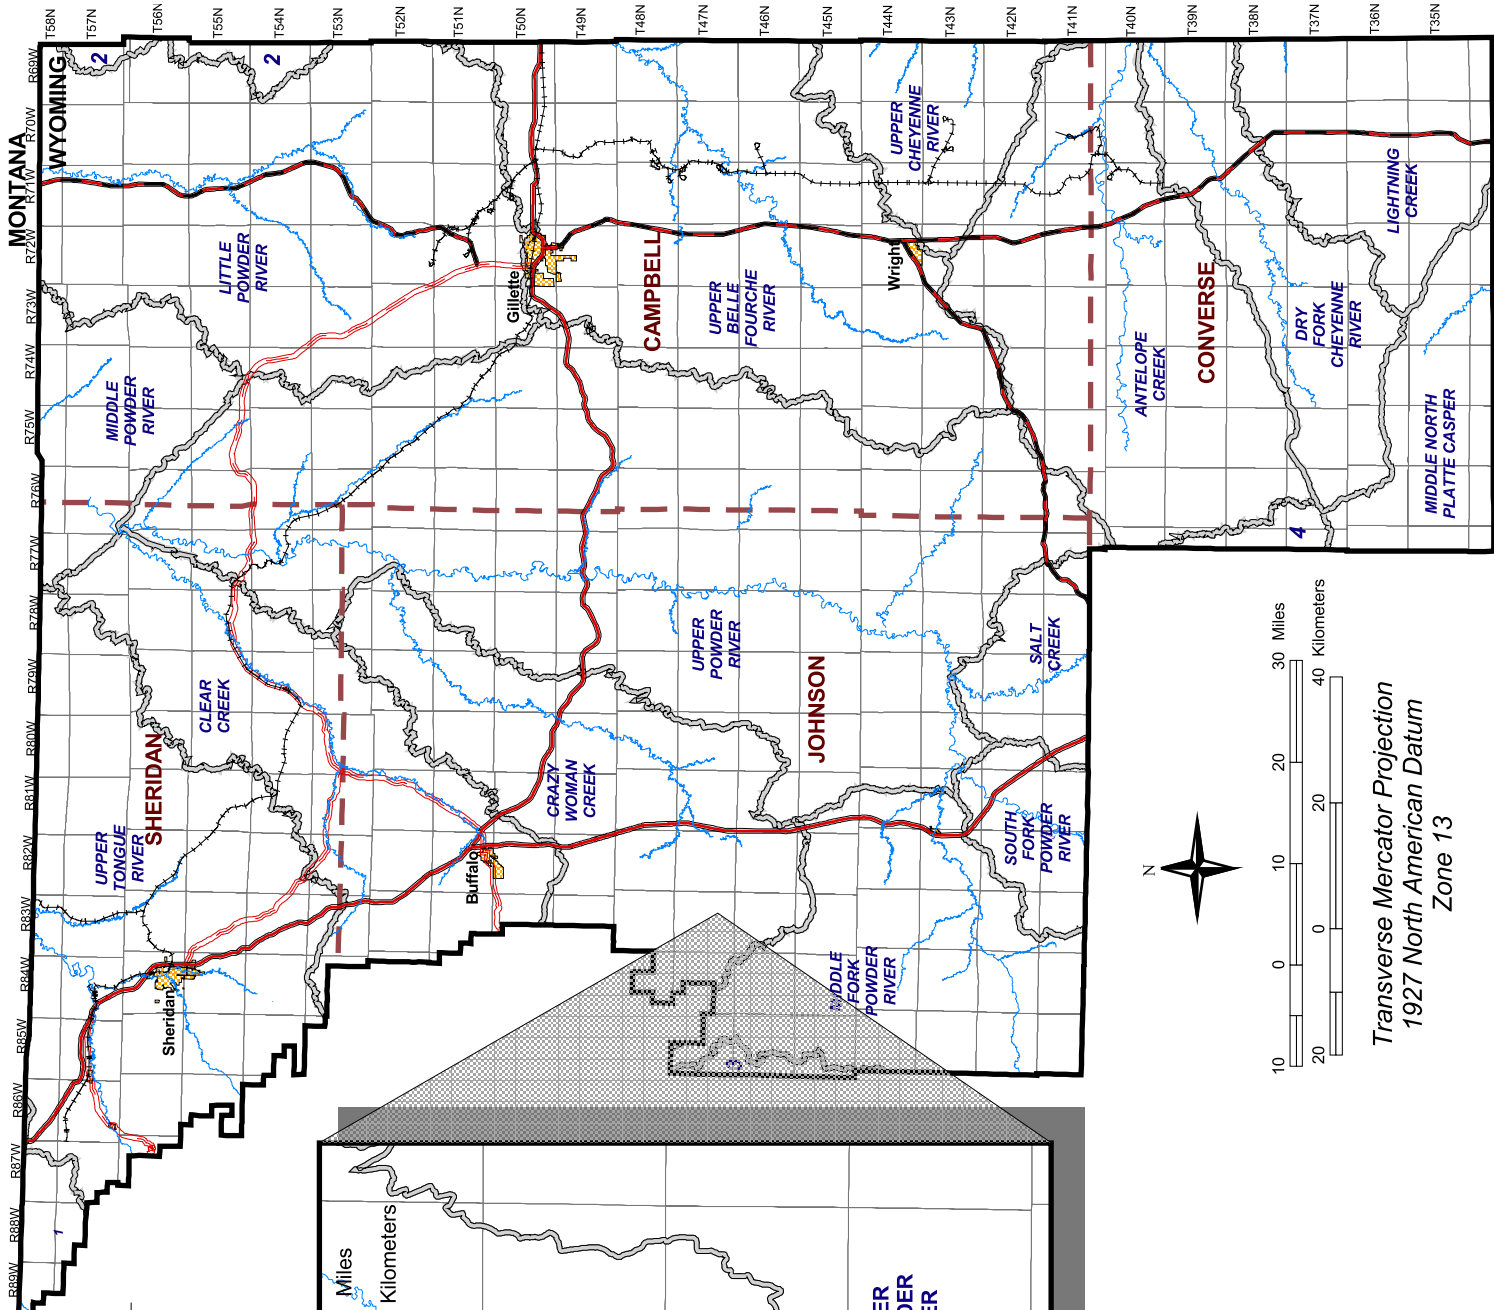 MONTANA
WYOMING
R69W
R70W
R71W
R72W
R73W
R74W
R75W
R76W
R77W
R78W
R79W
R80W
R81W
R82W
R83W
R84W
R85W
R86W
R87W
R88W
R89W
T58N
T57N
T56N
T55N
T54N
T53N
T52N
T51N
T50N
T49N
T48N
T47N
T46N
T45N
T44N
T43N
T42N
T41N
T40N
T39N
T38N
T37N
T36N
T35N
2
2
1
3
4
UPPER
TONGUE
RIVER
SHERIDAN
Sheridan
CLEAR
CREEK
MIDDLE
POWDER
RIVER
LITTLE
POWDER
RIVER
Buffalo
CRAZY
WOMAN
CREEK
Gillette
CAMPBELL
UPPER
BELLE
FOURCHE
RIVER
UPPER
POWDER
RIVER
JOHNSON
MIDDLE
FORK
POWDER
RIVER
SOUTH
FORK
POWDER
RIVER
SALT
CREEK
Wright
UPPER
CHEYENNE
RIVER
ANTELOPE
CREEK
CONVERSE
DRY
FORK
CHEYENNE
RIVER
LIGHTNING
CREEK
MIDDLE NORTH
PLATTE CASPER
N
10 0 10 20 30 Miles
20 0 20 40 Kilometers
Transverse Mercator Projection
1927 North American Datum
Zone 13
Miles
Kilometers
ER
DER
ER